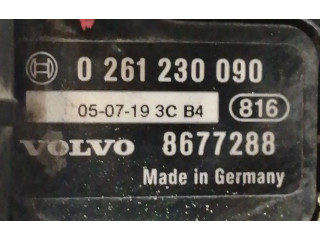 0 261 230 090
05-07-19 3C B4 816
VOLVO 8677288
Made in Germany